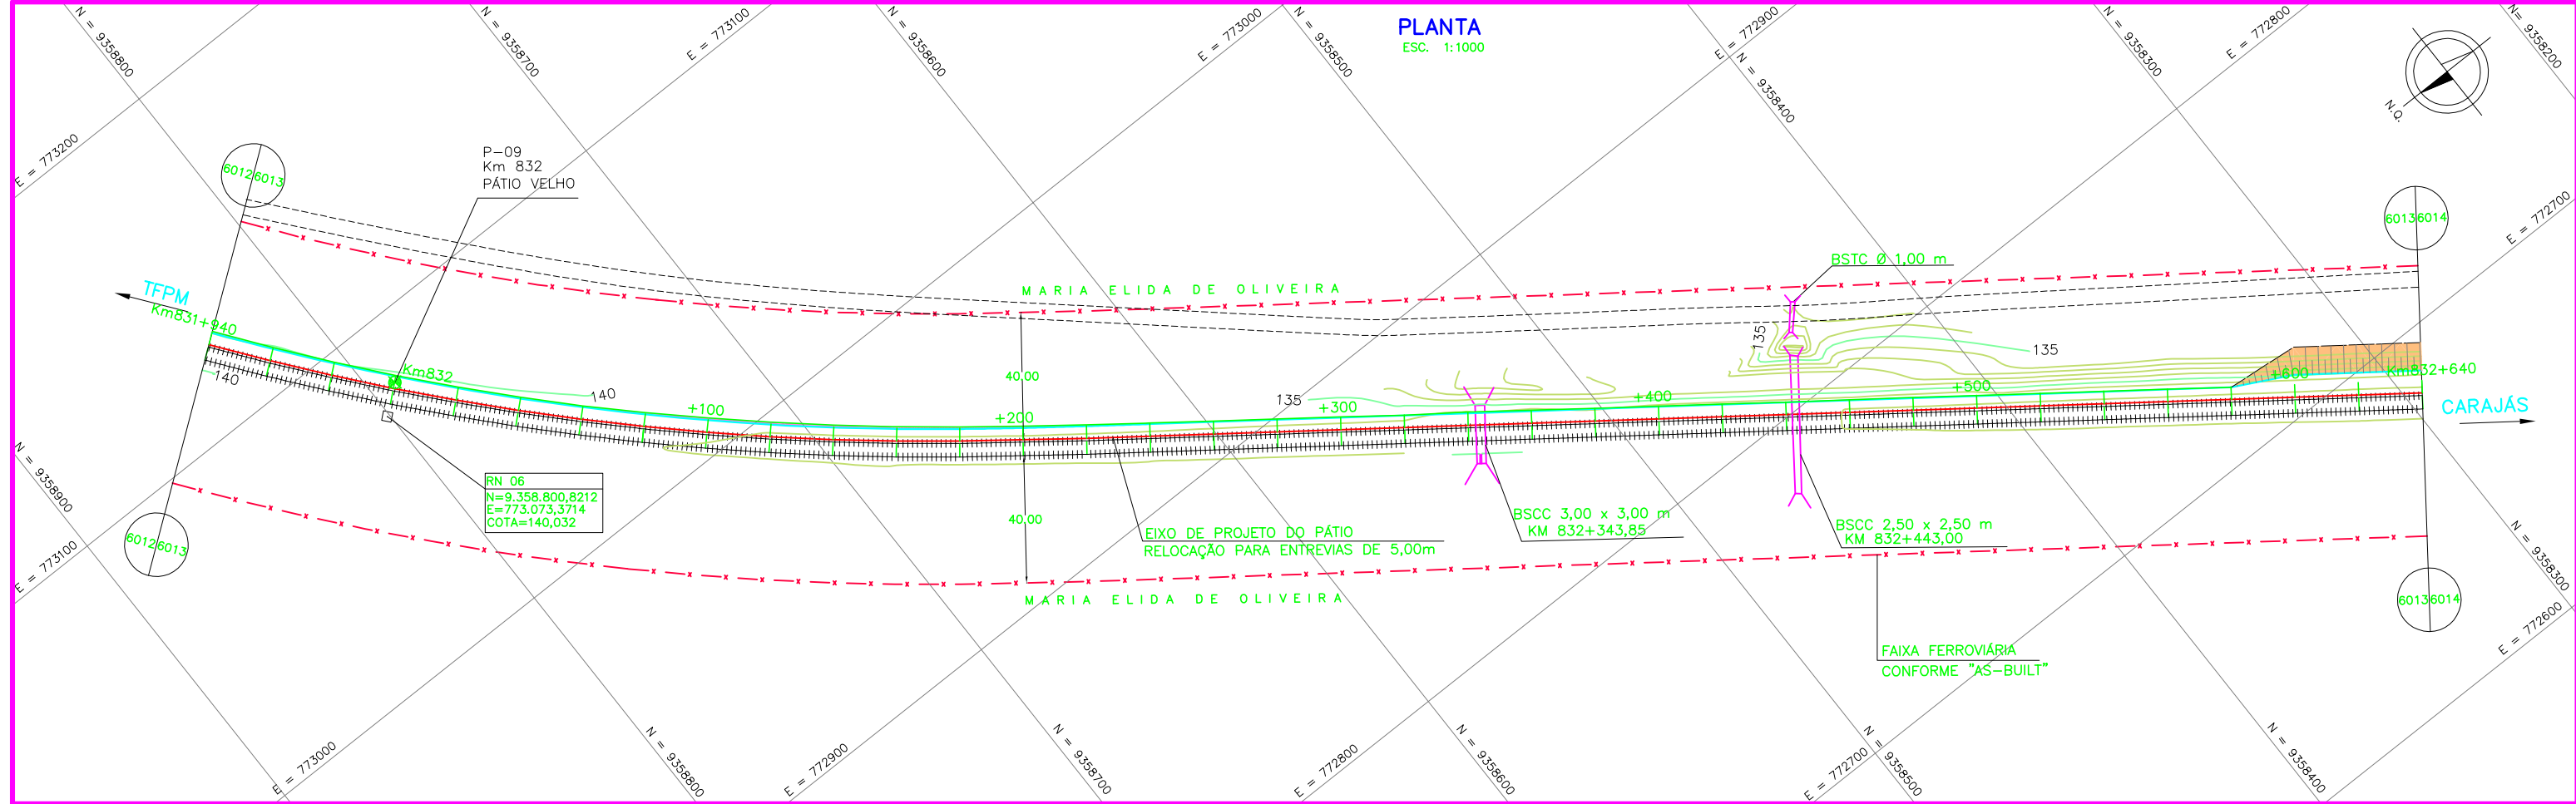 PLANTA
ESC. 1:1000
N = 9358800
N = 9358700
E = 773100
N = 9358600
E = 773000
N = 9358500
E = 772900
N = 9358400
N = 9358300
E = 772800
N= 9358200
N.Q.
E = 773200
60126013
P-09
Km 832
PÁTIO VELHO
60136014
E = 772700
TFPM
Km831+940
MARIA ELIDA DE OLIVEIRA
BSTC Ø 1,00 m
135
135
140
Km832
140
+100
+200
40.00
135
+300
+400
+500
+600
Km832+640
CARAJÁS
N = 9358900
RN 06
N=9.358.800,8212
E=773.073,3714
COTA=140,032
40.00
EIXO DE PROJETO DO PÁTIO
RELOCAÇÃO PARA ENTREVIAS DE 5,00m
BSCC 3,00 x 3,00 m
KM 832+343,85
BSCC 2,50 x 2,50 m
KM 832+443,00
60126013
E = 773100
MARIA ELIDA DE OLIVEIRA
60136014
N = 9358300
E = 772600
FAIXA FERROVIÁRIA
CONFORME "AS-BUILT"
E = 773000
N = 9358800
E = 772900
N = 9358700
E = 772800
N = 9358600
E = 772700
N = 9358500
N = 9358400